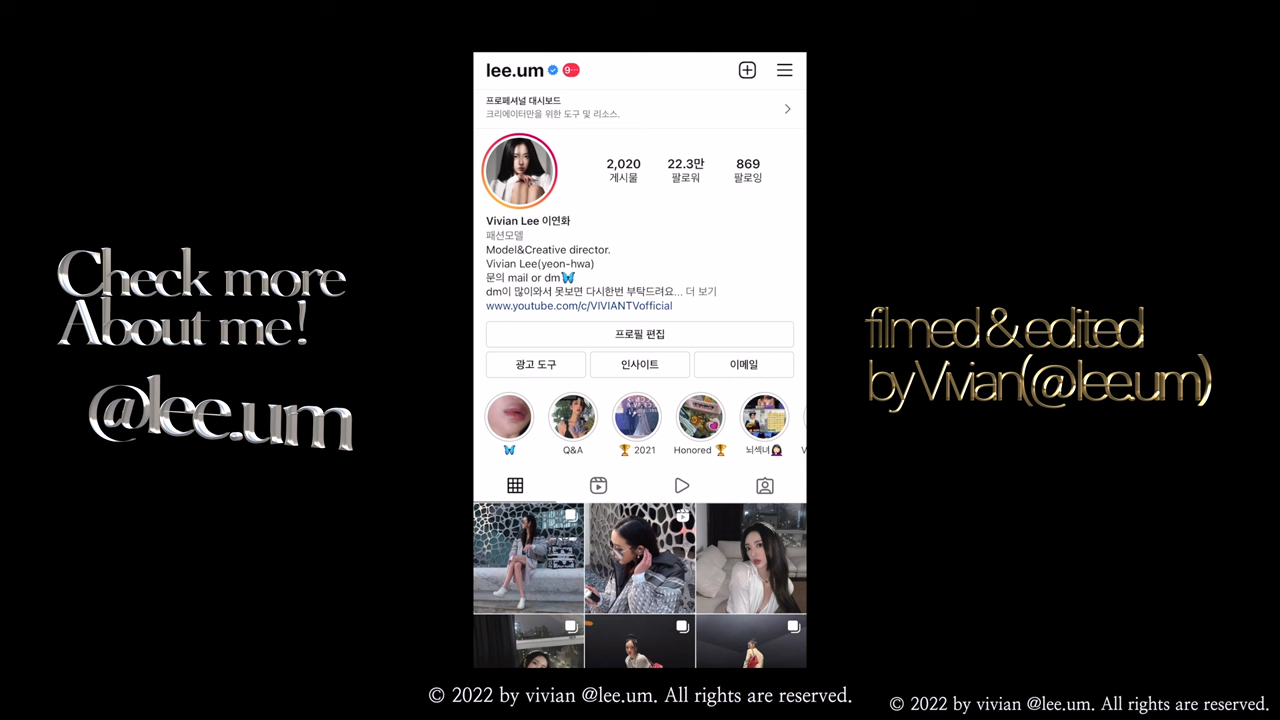 lee.um 9...
프로페셔널 대시보드
크리에이터만을 위한 도구 및 리소스.
2,020 22.3만 869
게시물 팔로워 팔로잉
Vivian Lee 이연화
패션모델
Model&Creative director.
Vivian Lee(yeon-hwa)
문의 mail or dm🦋
dm이 많이와서 못보면 다시한번 부탁드려요... 더 보기
www.youtube.com/c/VIVIANTVofficial
프로필 편집
광고 도구 인사이트 이메일
🦋 Q&A 🏆 2021 Honored 🏆 뇌섹녀🙍🏻‍♀️ V
Check more
About me!
@lee.um
filmed & edited
by Vivian(@lee.um)
© 2022 by vivian @lee.um. All rights are reserved.
© 2022 by vivian @lee.um. All rights are reserved.